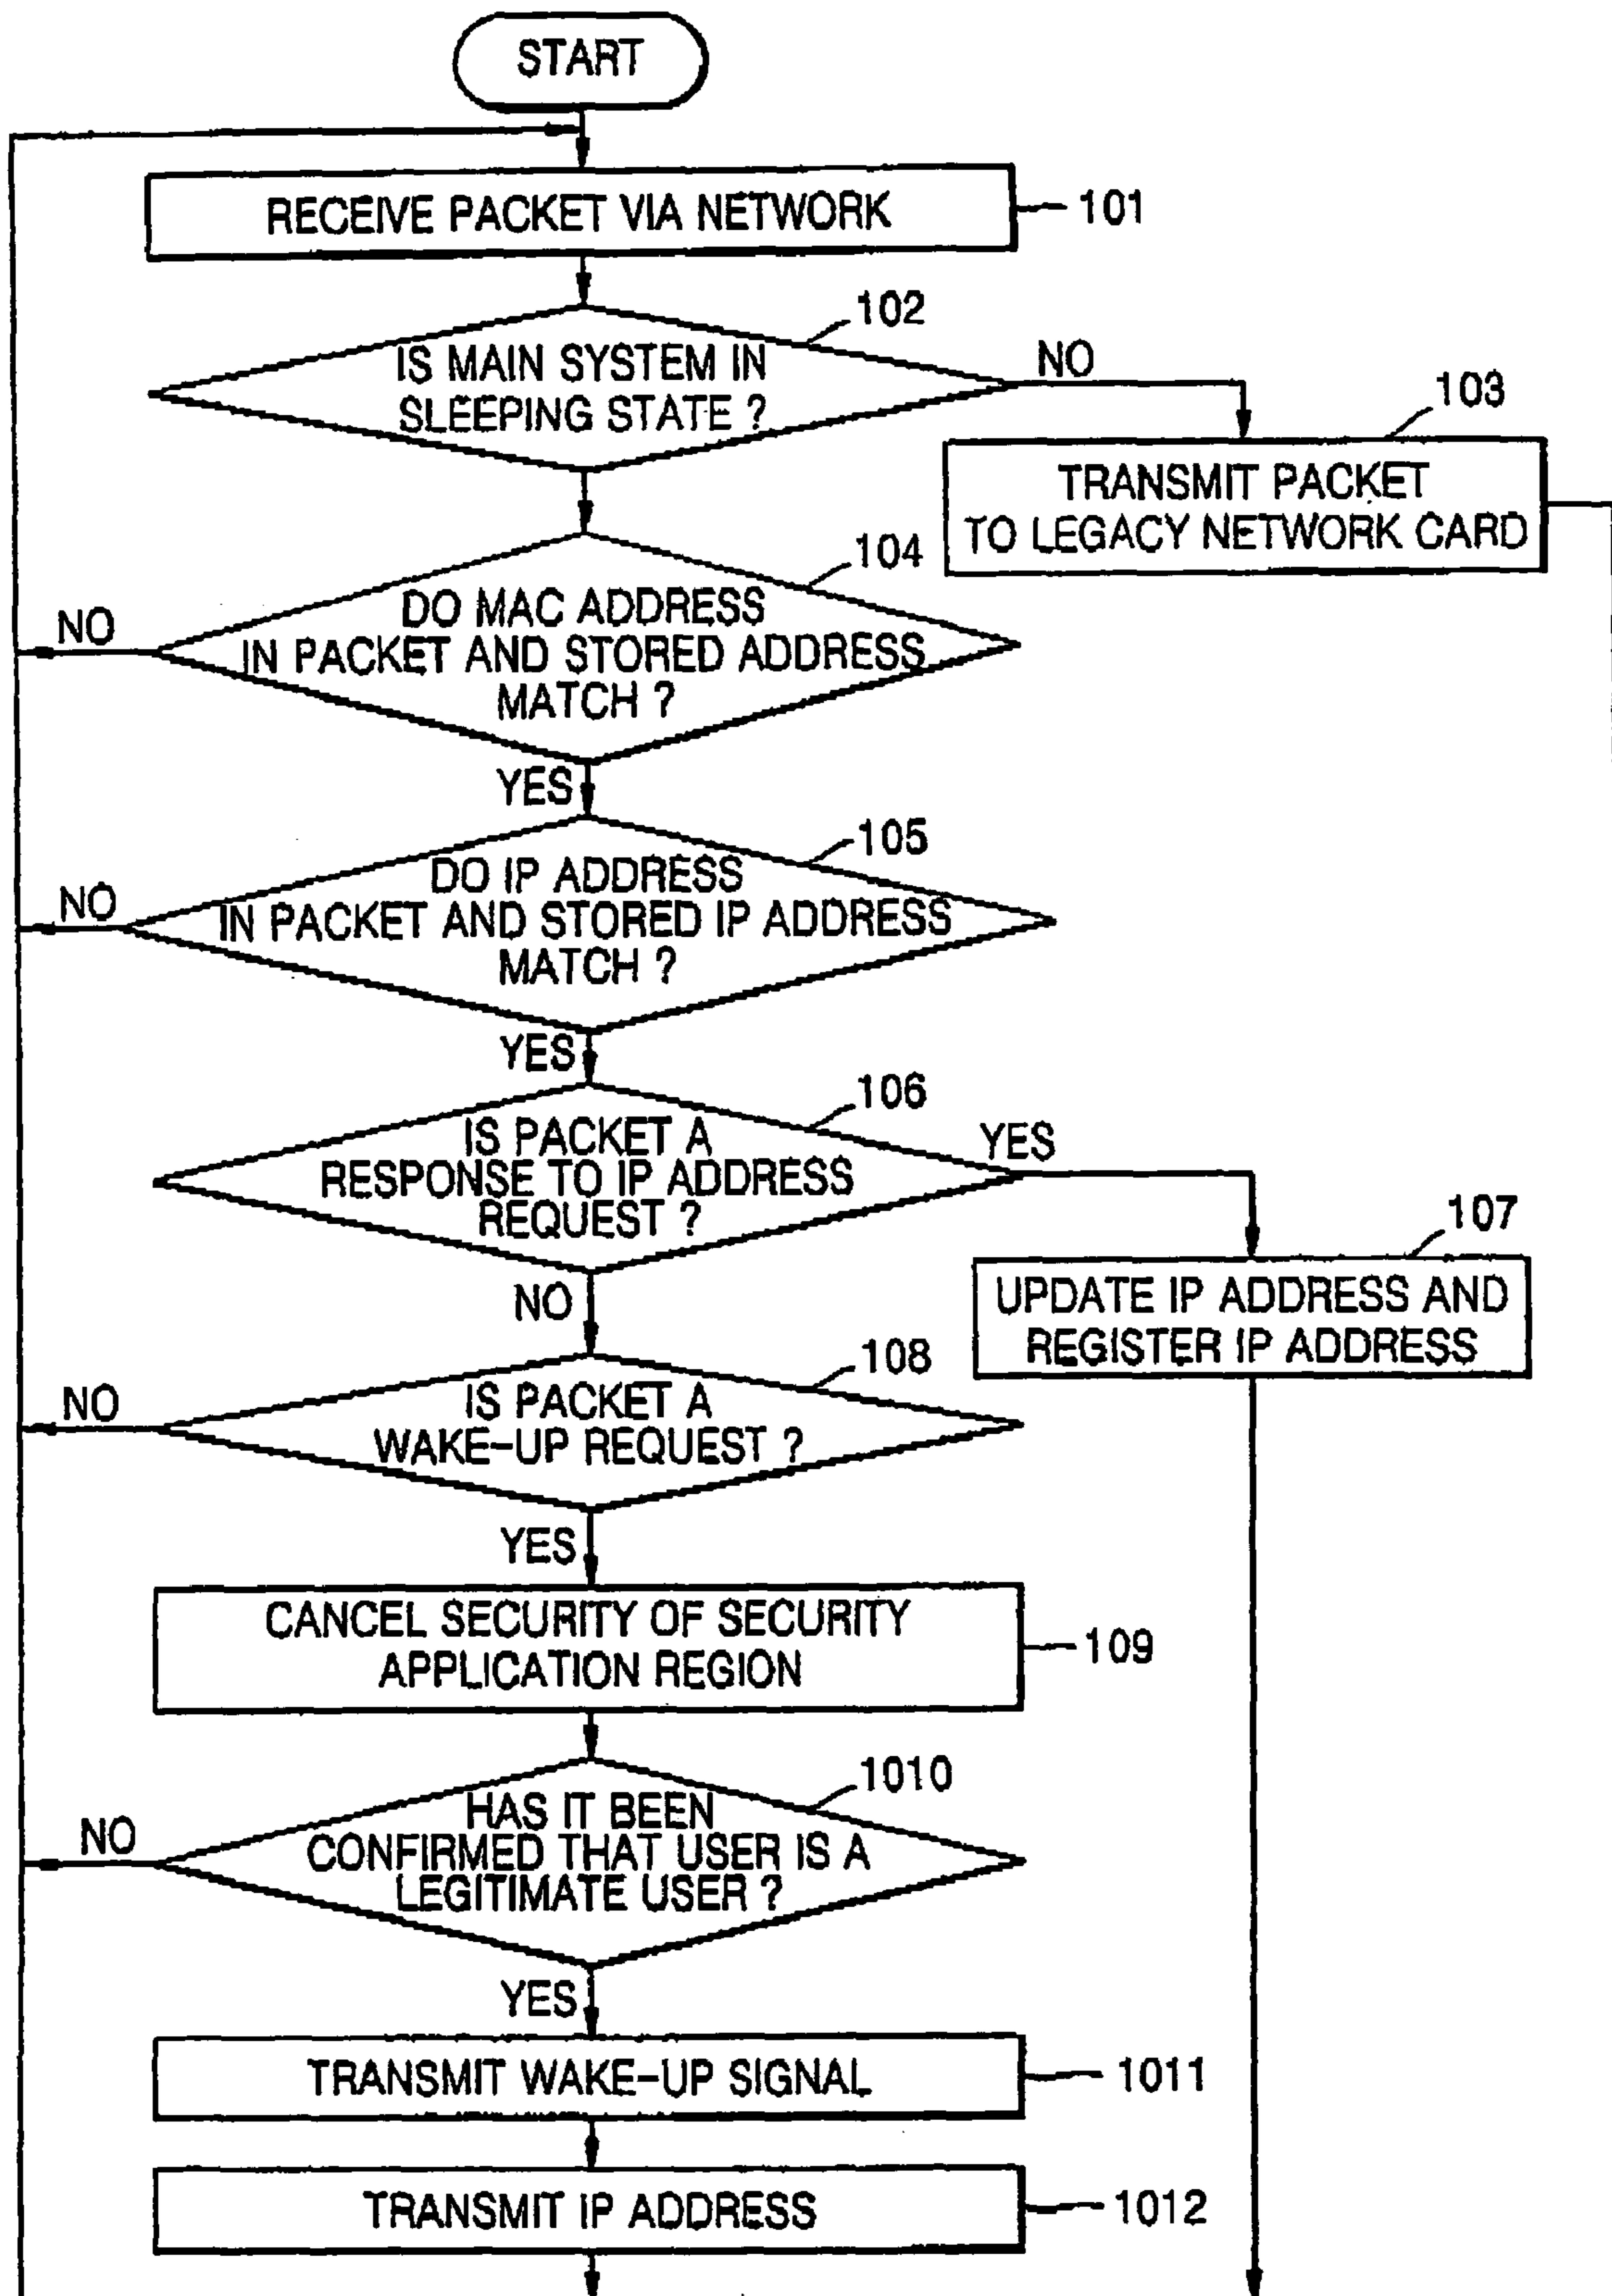 START
RECEIVE PACKET VIA NETWORK
101
102
IS MAIN SYSTEM IN
SLEEPING STATE ?
NO
103
TRANSMIT PACKET
TO LEGACY NETWORK CARD
104
DO MAC ADDRESS
IN PACKET AND STORED ADDRESS
MATCH ?
NO
YES
105
DO IP ADDRESS
IN PACKET AND STORED IP ADDRESS
MATCH ?
NO
YES
106
IS PACKET A
RESPONSE TO IP ADDRESS
REQUEST ?
YES
107
UPDATE IP ADDRESS AND
REGISTER IP ADDRESS
NO
108
IS PACKET A
WAKE-UP REQUEST ?
NO
YES
CANCEL SECURITY OF SECURITY
APPLICATION REGION
109
1010
HAS IT BEEN
CONFIRMED THAT USER IS A
LEGITIMATE USER ?
NO
YES
TRANSMIT WAKE-UP SIGNAL
1011
TRANSMIT IP ADDRESS
1012